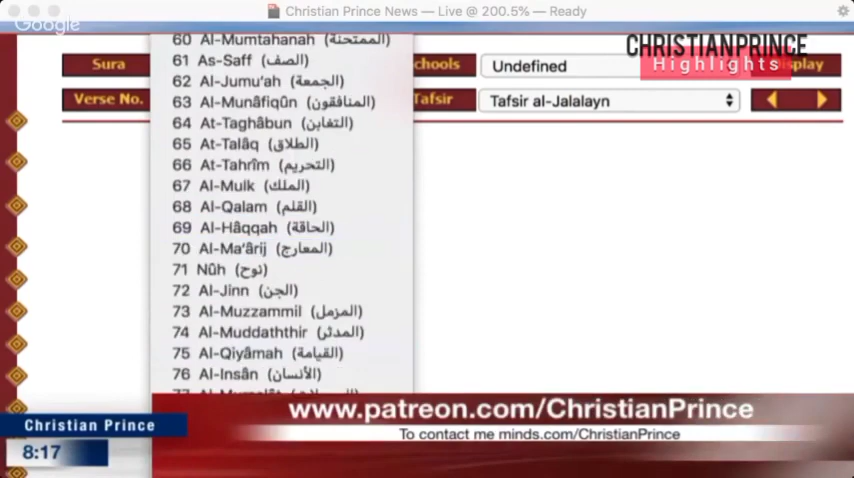 Christian Prince News — Live @ 200.5% — Ready
Google
CHRISTIAN PRINCE
Highlights
Sura
Undefined
Verse No.
Tafsir
Tafsir al-Jalalayn
60 Al-Mumtahanah (الممتحنة)
61 As-Saff (الصف)
62 Al-Jumu'ah (الجمعة)
63 Al-Munâfiqûn (المنافقون)
64 At-Taghâbun (التغابن)
65 At-Talâq (الطلاق)
66 At-Tahrîm (التحريم)
67 Al-Mulk (الملك)
68 Al-Qalam (القلم)
69 Al-Hâqqah (الحاقة)
70 Al-Ma'ârij (المعارج)
71 Nûh (نوح)
72 Al-Jinn (الجن)
73 Al-Muzzammil (المزمل)
74 Al-Muddaththir (المدثر)
75 Al-Qiyâmah (القيامة)
76 Al-Insân (الأنسان)
www.patreon.com/ChristianPrince
To contact me minds.com/ChristianPrince
Christian Prince
8:17